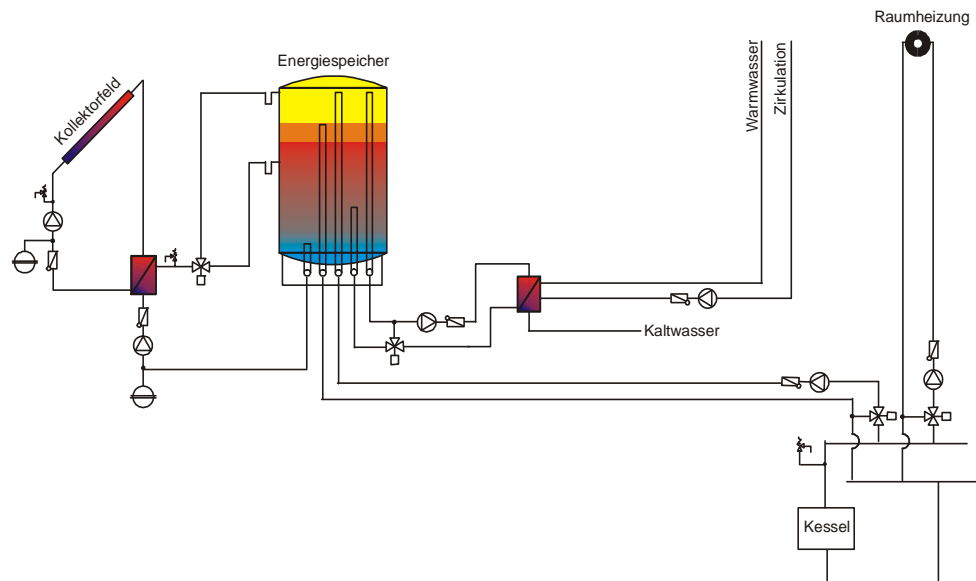 Raumheizung
Energiespeicher
Kollektorfeld
Warmwasser
Zirkulation
Kaltwasser
Kessel